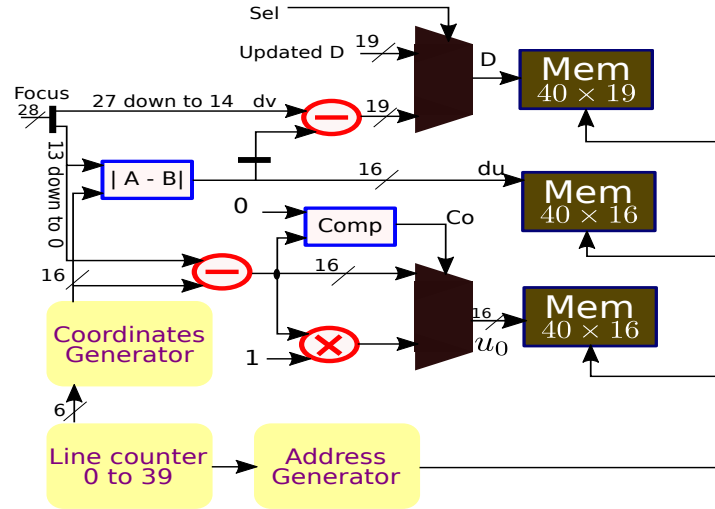 Sel
Updated D
19
D
Mem
40 × 19
Focus
28
27 down to 14
dv
19
13 down to 0
| A - B|
16
du
Mem
40 × 16
0
Comp
Co
16
16
Mem
40 × 16
16
u0
1
Coordinates
Generator
6
Line counter
0 to 39
Address
Generator